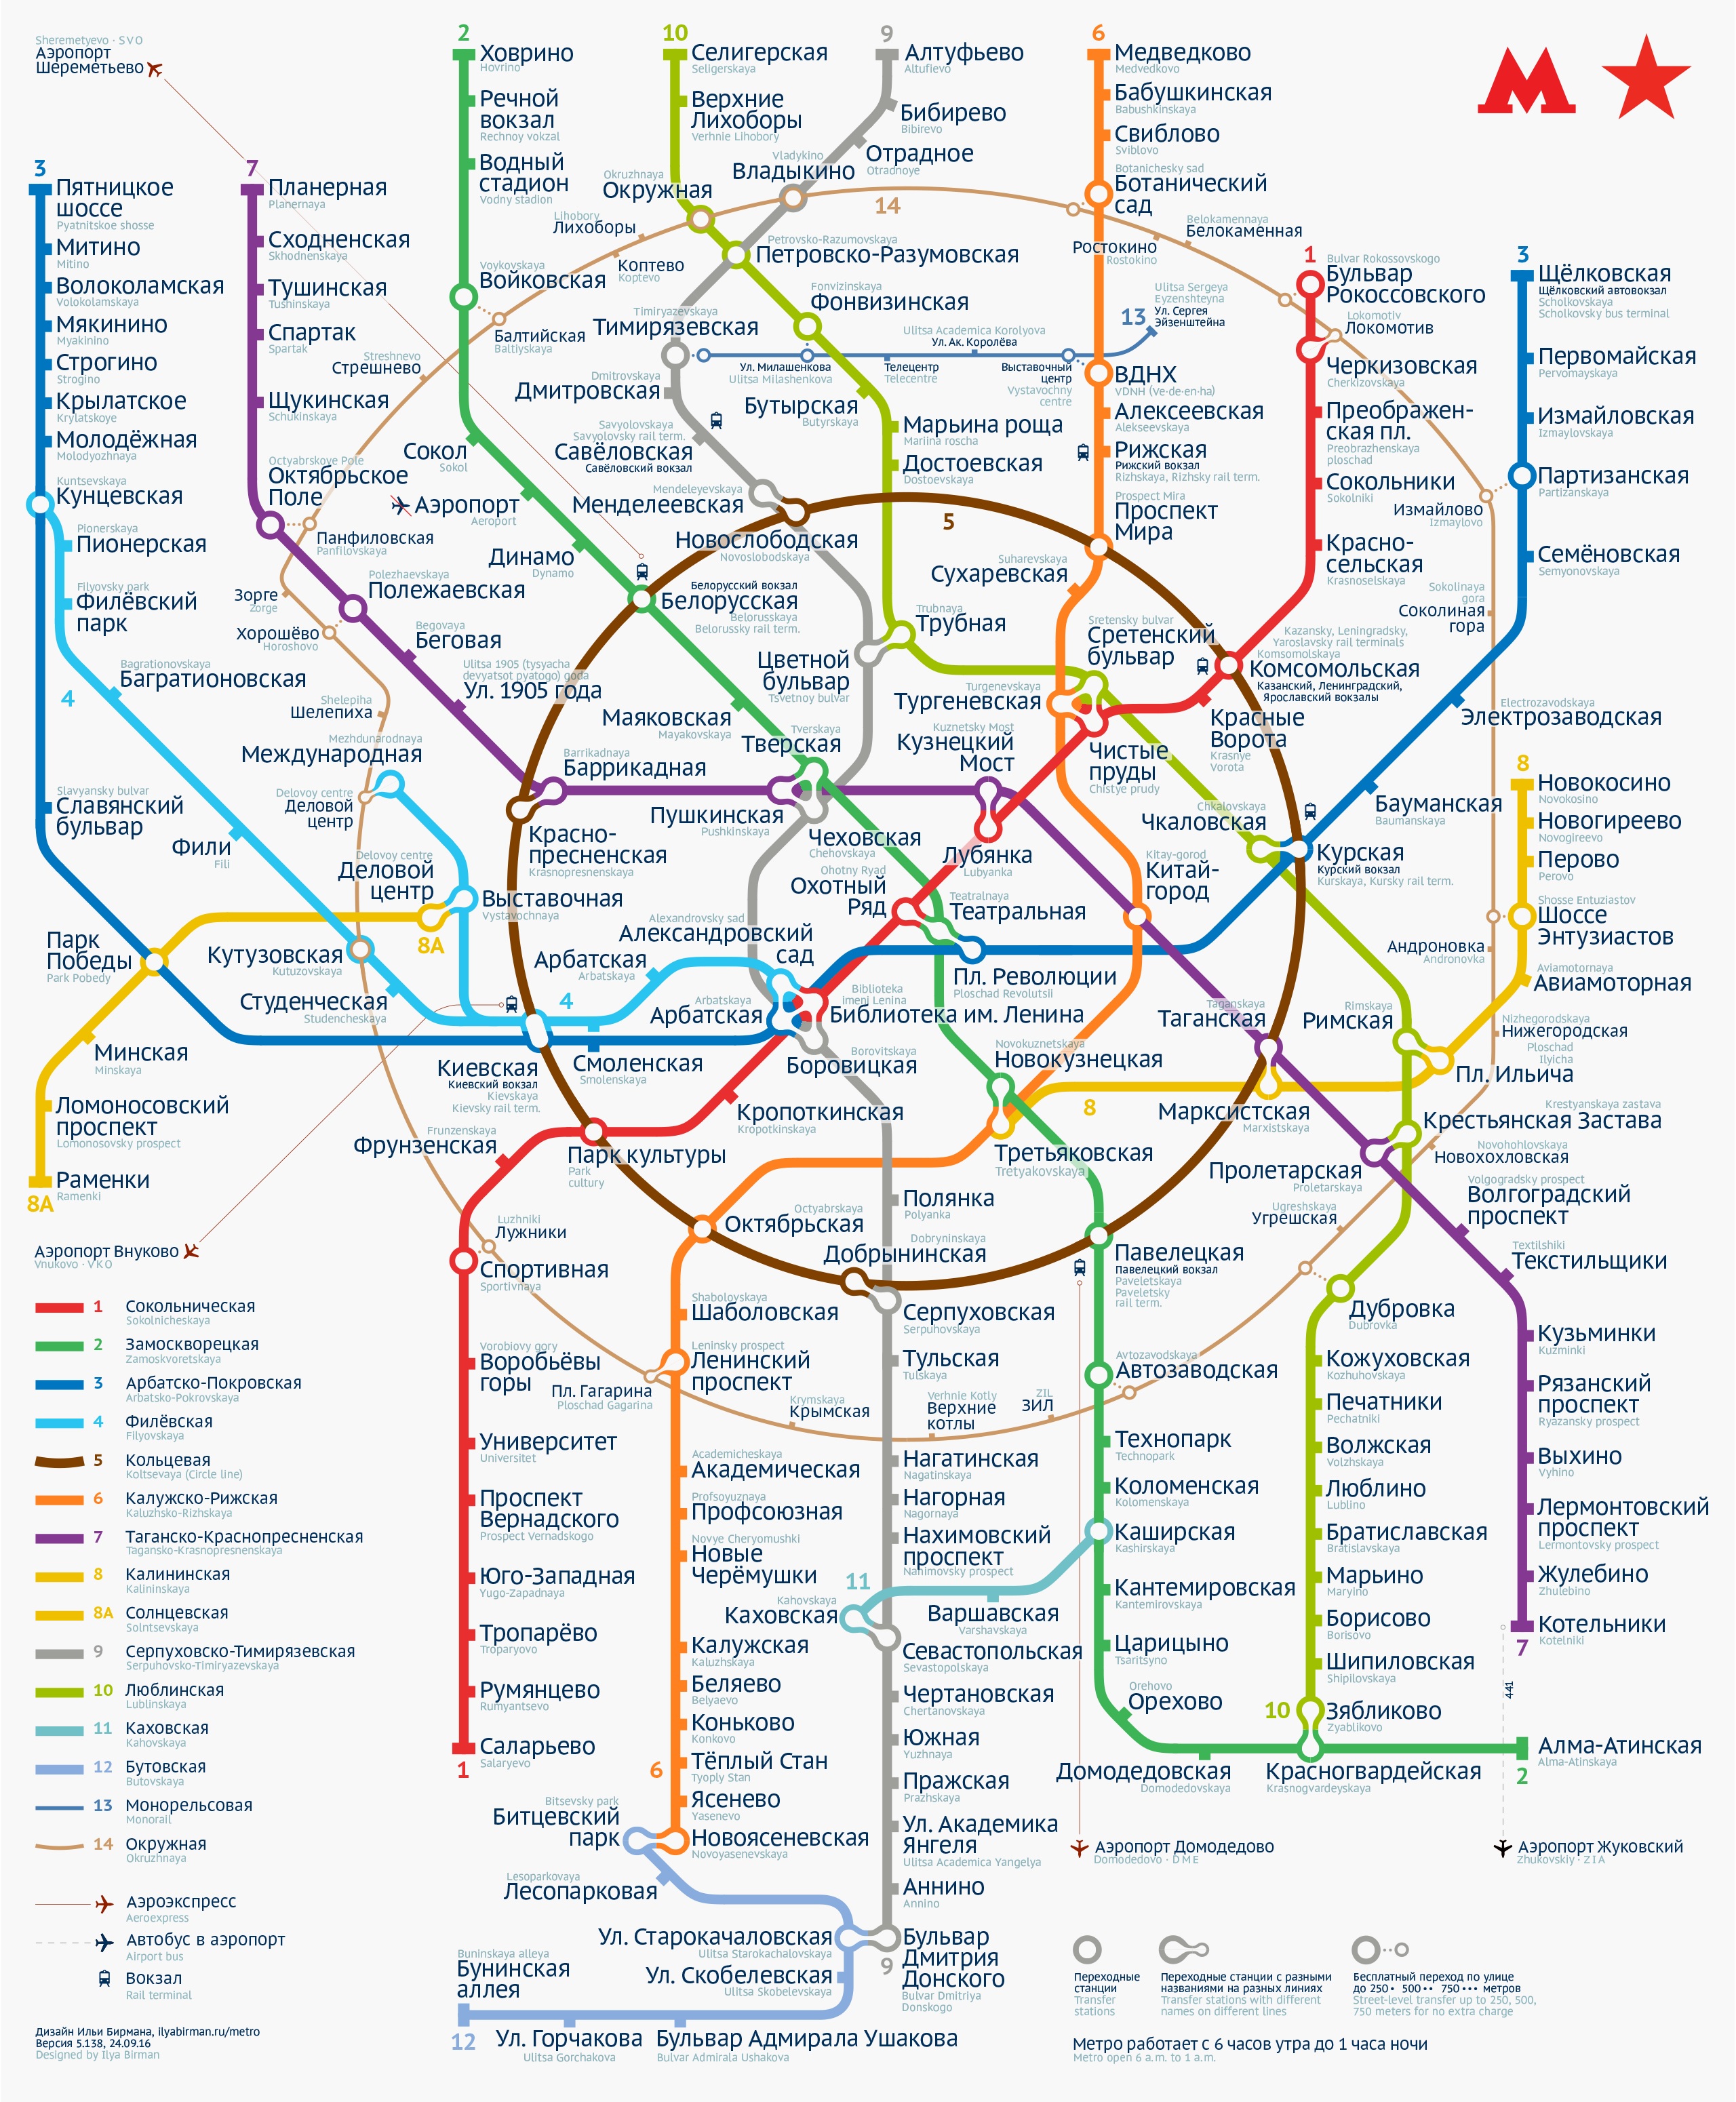 Sheremetyevo · SVO
Аэропорт
Шереметьево
2
Ховрино
Hovrino
Речной
вокзал
Rechnoy vokzal
Водный
стадион
Vodny stadion
Voykovskaya
Войковская
Балтийская
Baltiyskaya
10
Селигерская
Seligerskaya
Верхние
Лихоборы
Verhnie Lihobory
Okruzhnaya
Окружная
Lihobory
Лихоборы
Коптево
Koptevo
9
Алтуфьево
Altufievo
Бибирево
Bibirevo
Отрадное
Otradnoye
Vladykino
Владыкино
14
Petrovsko-Razumovskaya
Петровско-Разумовская
Fonvizinskaya
Фонвизинская
Timiryazevskaya
Тимирязевская
6
Медведково
Medvedkovo
Бабушкинская
Babushkinskaya
Свиблово
Sviblovo
Botanichesky sad
Ботанический
сад
Ростокино
Rostokino
Belokamennaya
Белокаменная
3
Пятницкое
шоссе
Pyatnitskoe shosse
Митино
Mitino
Волоколамская
Volokolamskaya
Мякинино
Myakinino
Строгино
Strogino
Крылатское
Krylatskoye
Молодёжная
Molodyozhnaya
Kuntsevskaya
Кунцевская
Pionerskaya
Пионерская
Filyovsky park
Филёвский
парк
Bagrationovskaya
Багратионовская
4
Slavyansky bulvar
Славянский
бульвар
Фили
Fili
7
Планерная
Planernaya
Сходненская
Skhodnenskaya
Тушинская
Tushinskaya
Спартак
Spartak
Щукинская
Schukinskaya
Octyabrskoye Pole
Октябрьское
Поле
Панфиловская
Panfilovskaya
Streshnevo
Стрешнево
Зорге
Zorge
Хорошёво
Horoshovo
Polezhaevskaya
Полежаевская
Begovaya
Беговая
Ulitsa 1905 (tysyacha
devyatsot pyatogo) goda
Ул. 1905 года
Shelepiha
Шелепиха
Mezhdunarodnaya
Международная
Delovoy centre
Деловой
центр
Delovoy centre
Деловой
центр
Выставочная
Vystavochnaya
8А
Сокол
Sokol
Аэропорт
Aeroport
Динамо
Dynamo
Белорусский вокзал
Белорусская
Belorusskaya
Belorussky rail term.
Маяковская
Mayakovskaya
Tverskaya
Тверская
Barrikadnaya
Баррикадная
Красно-
пресненская
Krasnopresnenskaya
Пушкинская
Pushkinskaya
Чеховская
Chehovskaya
Dmitrovskaya
Дмитровская
Savyolovskaya
Savyolovsky rail term.
Савёловская
Савёловский вокзал
Mendeleyevskaya
Менделеевская
Новослободская
Novoslobodskaya
5
Цветной
бульвар
Tsvetnoy bulvar
Trubnaya
Трубная
Бутырская
Butyrskaya
Марьина роща
Mariina roscha
Достоевская
Dostoevskaya
Ул. Милашенкова
Ulitsa Milashenkova
Телецентр
Telecentre
Ulitsa Academica Korolyova
Ул. Ак. Королёва
Выставочный
центр
Vystavochny
centre
13
Ulitsa Sergeya
Eyzenshteyna
Ул. Сергея
Эйзенштейна
ВДНХ
VDNH (Ve-de-en-ha)
Алексеевская
Alekseevskaya
Рижская
Рижский вокзал
Rizhskaya, Rizhsky rail term.
Prospect Mira
Проспект
Мира
Suharevskaya
Сухаревская
Sretensky bulvar
Сретенский
бульвар
Turgenevskaya
Тургеневская
Чистые
пруды
Chistye prudy
Kuznetsky Most
Кузнецкий
Мост
Лубянка
Lubyanka
1
Bulvar Rokossovskogo
Бульвар
Рокоссовского
Lokomotiv
Локомотив
Черкизовская
Cherkizovskaya
Преображен-
ская пл.
Preobrazhenskaya
ploschad
Сокольники
Sokolniki
Красно-
сельская
Krasnoselskaya
Kazansky, Leningradsky,
Yaroslavsky rail terminals
Komsomolskaya
Комсомольская
Казанский, Ленинградский,
Ярославский вокзалы
Красные
Ворота
Krasnye
Vorota
3
Щёлковская
Щёлковский автовокзал
Scholkovskaya
Scholkovsky bus terminal
Первомайская
Pervomayskaya
Измайловская
Izmaylovskaya
Партизанская
Partizanskaya
Измайлово
Izmaylovo
Семёновская
Semyonovskaya
Sokolinaya
gora
Соколиная
гора
Electrozavodskaya
Электрозаводская
Бауманская
Baumanskaya
Chkalovskaya
Чкаловская
Курская
Курский вокзал
Kurskaya, Kursky rail term.
8
Новокосино
Novokosino
Новогиреево
Novogireevo
Перово
Perovo
Shosse Entuziastov
Шоссе
Энтузиастов
Андроновка
Andronovka
Aviamotornaya
Авиамоторная
Nizhegorodskaya
Нижегородская
Ploschad
Ilyicha
Пл. Ильича
Rimskaya
Римская
Taganskaya
Таганская
Марксистская
Marxistskaya
8
Krestyanskaya zastava
Крестьянская Застава
Novohohlovskaya
Новохохловская
Пролетарская
Proletarskaya
Volgogradsky prospect
Волгоградский
проспект
Ugreshskaya
Угрешская
Textilshiki
Текстильщики
Kitay-gorod
Китай-
город
Ohotny Ryad
Охотный
Ряд
Teatralnaya
Театральная
Пл. Революции
Ploschad Revolutsii
Alexandrovsky sad
Александровский
сад
Арбатская
Arbatskaya
Arbatskaya
Арбатская
Biblioteka
imenj Lenina
Библиотека им. Ленина
Borovitskaya
Боровицкая
Novokuznetskaya
Новокузнецкая
Третьяковская
Tretyakovskaya
Парк
Победы
Park Pobedy
Кутузовская
Kutuzovskaya
Студенческая
Studencheskaya
4
Киевская
Киевский вокзал
Kievskaya
Kievsky rail term.
Смоленская
Smolenskaya
Минская
Minskaya
Ломоносовский
проспект
Lomonosovsky prospect
Раменки
Ramenki
8А
Кропоткинская
Kropotkinskaya
Frunzenskaya
Фрунзенская
Парк культуры
Park
cultury
Luzhniki
Лужники
Спортивная
Sportivnaya
Vorobiovy gory
Воробьёвы
горы
Университет
Universitet
Проспект
Вернадского
Prospect Vernadskogo
Юго-Западная
Yugo-Zapadnaya
Тропарёво
Troparyovo
Румянцево
Rumyantsevo
Саларьево
Salaryevo
1
Octyabrskaya
Октябрьская
Dobryninskaya
Добрынинская
Полянка
Polyanka
Серпуховская
Serpuhovskaya
Shabolovskaya
Шаболовская
Leninsky prospect
Ленинский
проспект
Пл. Гагарина
Ploschad Gagarina
Krymskaya
Крымская
Тульская
Tulskaya
Verhnie Kotly
Верхние
котлы
ZIL
ЗИЛ
Academicheskaya
Академическая
Profsoyuznaya
Профсоюзная
Novye Cheryomushki
Новые
Черёмушки
Калужская
Kaluzhskaya
Беляево
Belyaevo
Коньково
Konkovo
Тёплый Стан
Tyoply Stan
Ясенево
Yasenevo
6
Новоясеневская
Novoyasenevskaya
Bitsevsky park
Битцевский
парк
Lesoparkovaya
Лесопарковая
Ул. Старокачаловская
Ulitsa Starokachalovskaya
Ул. Скобелевская
Ulitsa Skobelevskaya
Buninskaya alleya
Бунинская
аллея
12
Ул. Горчакова
Ulitsa Gorchakova
Бульвар Адмирала Ушакова
Bulvar Admirala Ushakova
Нагатинская
Nagatinskaya
Нагорная
Nagornaya
Нахимовский
проспект
Nahimovsky prospect
11
Kahovskaya
Каховская
Варшавская
Varshavskaya
Севастопольская
Sevastopolskaya
Чертановская
Chertanovskaya
Южная
Yuzhnaya
Пражская
Prazhskaya
Ул. Академика
Янгеля
Ulitsa Academica Yangelya
Аннино
Annino
9
Бульвар
Дмитрия
Донского
Bulvar Dmitriya
Donskogo
Павелецкая
Павелецкий вокзал
Paveletskaya
Paveletsky
rail term.
Avtozavodskaya
Автозаводская
Технопарк
Technopark
Коломенская
Kolomenskaya
Каширская
Kashirskaya
Кантемировская
Kantemirovskaya
Царицыно
Tsaritsyno
Orehovo
Орехово
Домодедовская
Domodedovskaya
Красногвардейская
Krasnogvardeyskaya
Алма-Атинская
Alma-Atinskaya
2
Дубровка
Dubrovka
Кожуховская
Kozhuhovskaya
Печатники
Pechatniki
Волжская
Volzhskaya
Люблино
Lublino
Братиславская
Bratislavskaya
Марьино
Maryino
Борисово
Borisovo
Шипиловская
Shipilovskaya
10
Зябликово
Zyablikovo
Кузьминки
Kuzminki
Рязанский
проспект
Ryazansky prospect
Выхино
Vyhino
Лермонтовский
проспект
Lermontovsky prospect
Жулебино
Zhulebino
Котельники
Kotelniki
7
441
Аэропорт Домодедово
Domodedovo · DME
Аэропорт Жуковский
Zhukovskiy · ZIA
Аэропорт Внуково
Vnukovo · VKO
1 Сокольническая
Sokolnicheskaya
2 Замоскворецкая
Zamoskvoretskaya
3 Арбатско-Покровская
Arbatsko-Pokrovskaya
4 Филёвская
Filyovskaya
5 Кольцевая
Koltsevaya (Circle line)
6 Калужско-Рижская
Kaluzhsko-Rizhskaya
7 Таганско-Краснопресненская
Tagansko-Krasnopresnenskaya
8 Калининская
Kalininskaya
8А Солнцевская
Solntsevskaya
9 Серпуховско-Тимирязевская
Serpuhovsko-Timiryazevskaya
10 Люблинская
Lublinskaya
11 Каховская
Kahovskaya
12 Бутовская
Butovskaya
13 Монорельсовая
Monorail
14 Окружная
Okruzhnaya
Аэроэкспресс
Aeroexpress
Автобус в аэропорт
Airport bus
Вокзал
Rail terminal
Дизайн Ильи Бирмана, ilyabirman.ru/metro
Версия 5.138, 24.09.16
Designed by Ilya Birman
Переходные
станции
Transfer
stations
Переходные станции с разными
названиями на разных линиях
Transfer stations with different
names on different lines
Бесплатный переход по улице
до 250• 500•• 750••• метров
Street-level transfer up to 250, 500,
750 meters for no extra charge
Метро работает с 6 часов утра до 1 часа ночи
Metro open 6 a.m. to 1 a.m.